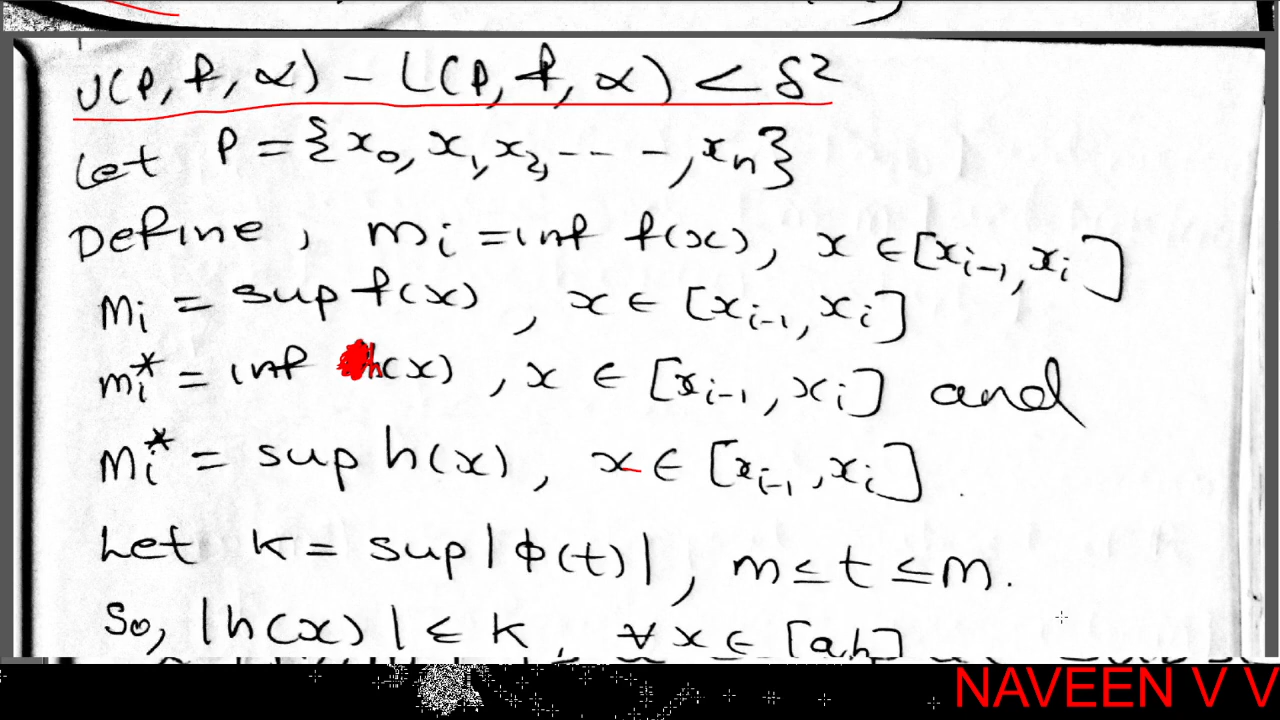 U(P, f, α) - L(P, f, α) < δ²
Let P = {x₀, x₁, x₂, -- - -, xₙ}
Define, mᵢ = inf f(x), x ∈ [xᵢ₋₁, xᵢ]
Mᵢ = sup f(x), x ∈ [xᵢ₋₁, xᵢ]
mᵢ* = inf h(x), x ∈ [xᵢ₋₁, xᵢ] and
Mᵢ* = sup h(x), x ∈ [xᵢ₋₁, xᵢ].
Let K = sup |ϕ(t)|, m ≤ t ≤ M.
So, |h(x)| ≤ K, ∀ x ∈ [a, b]
NAVEEN V V